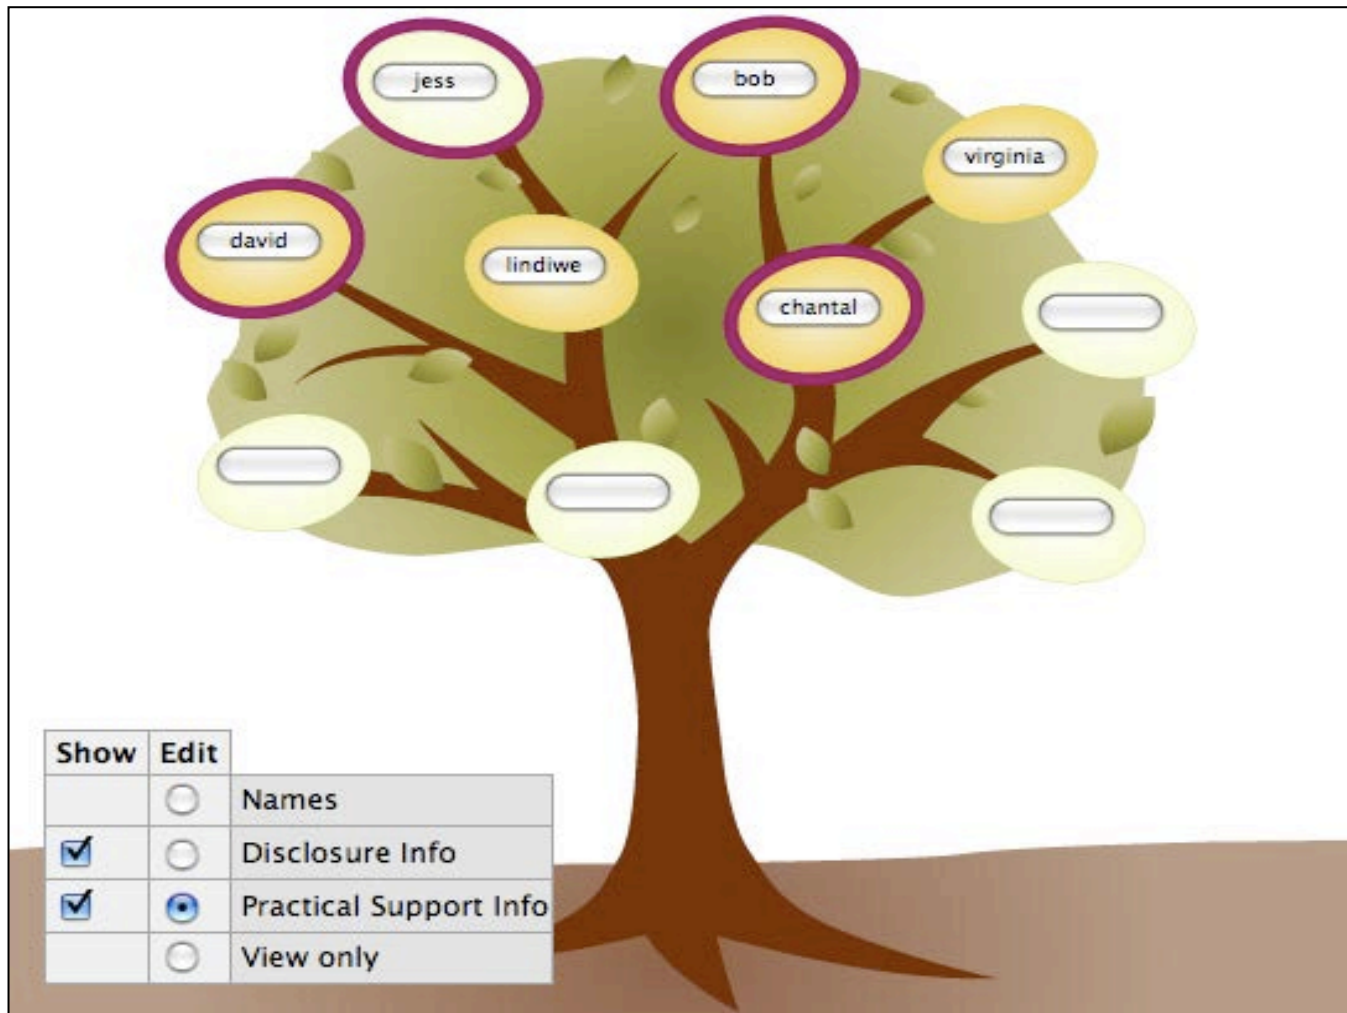 jess
bob
virginia
david
lindiwe
chantal
Show Edit
Names
Disclosure Info
Practical Support Info
View only